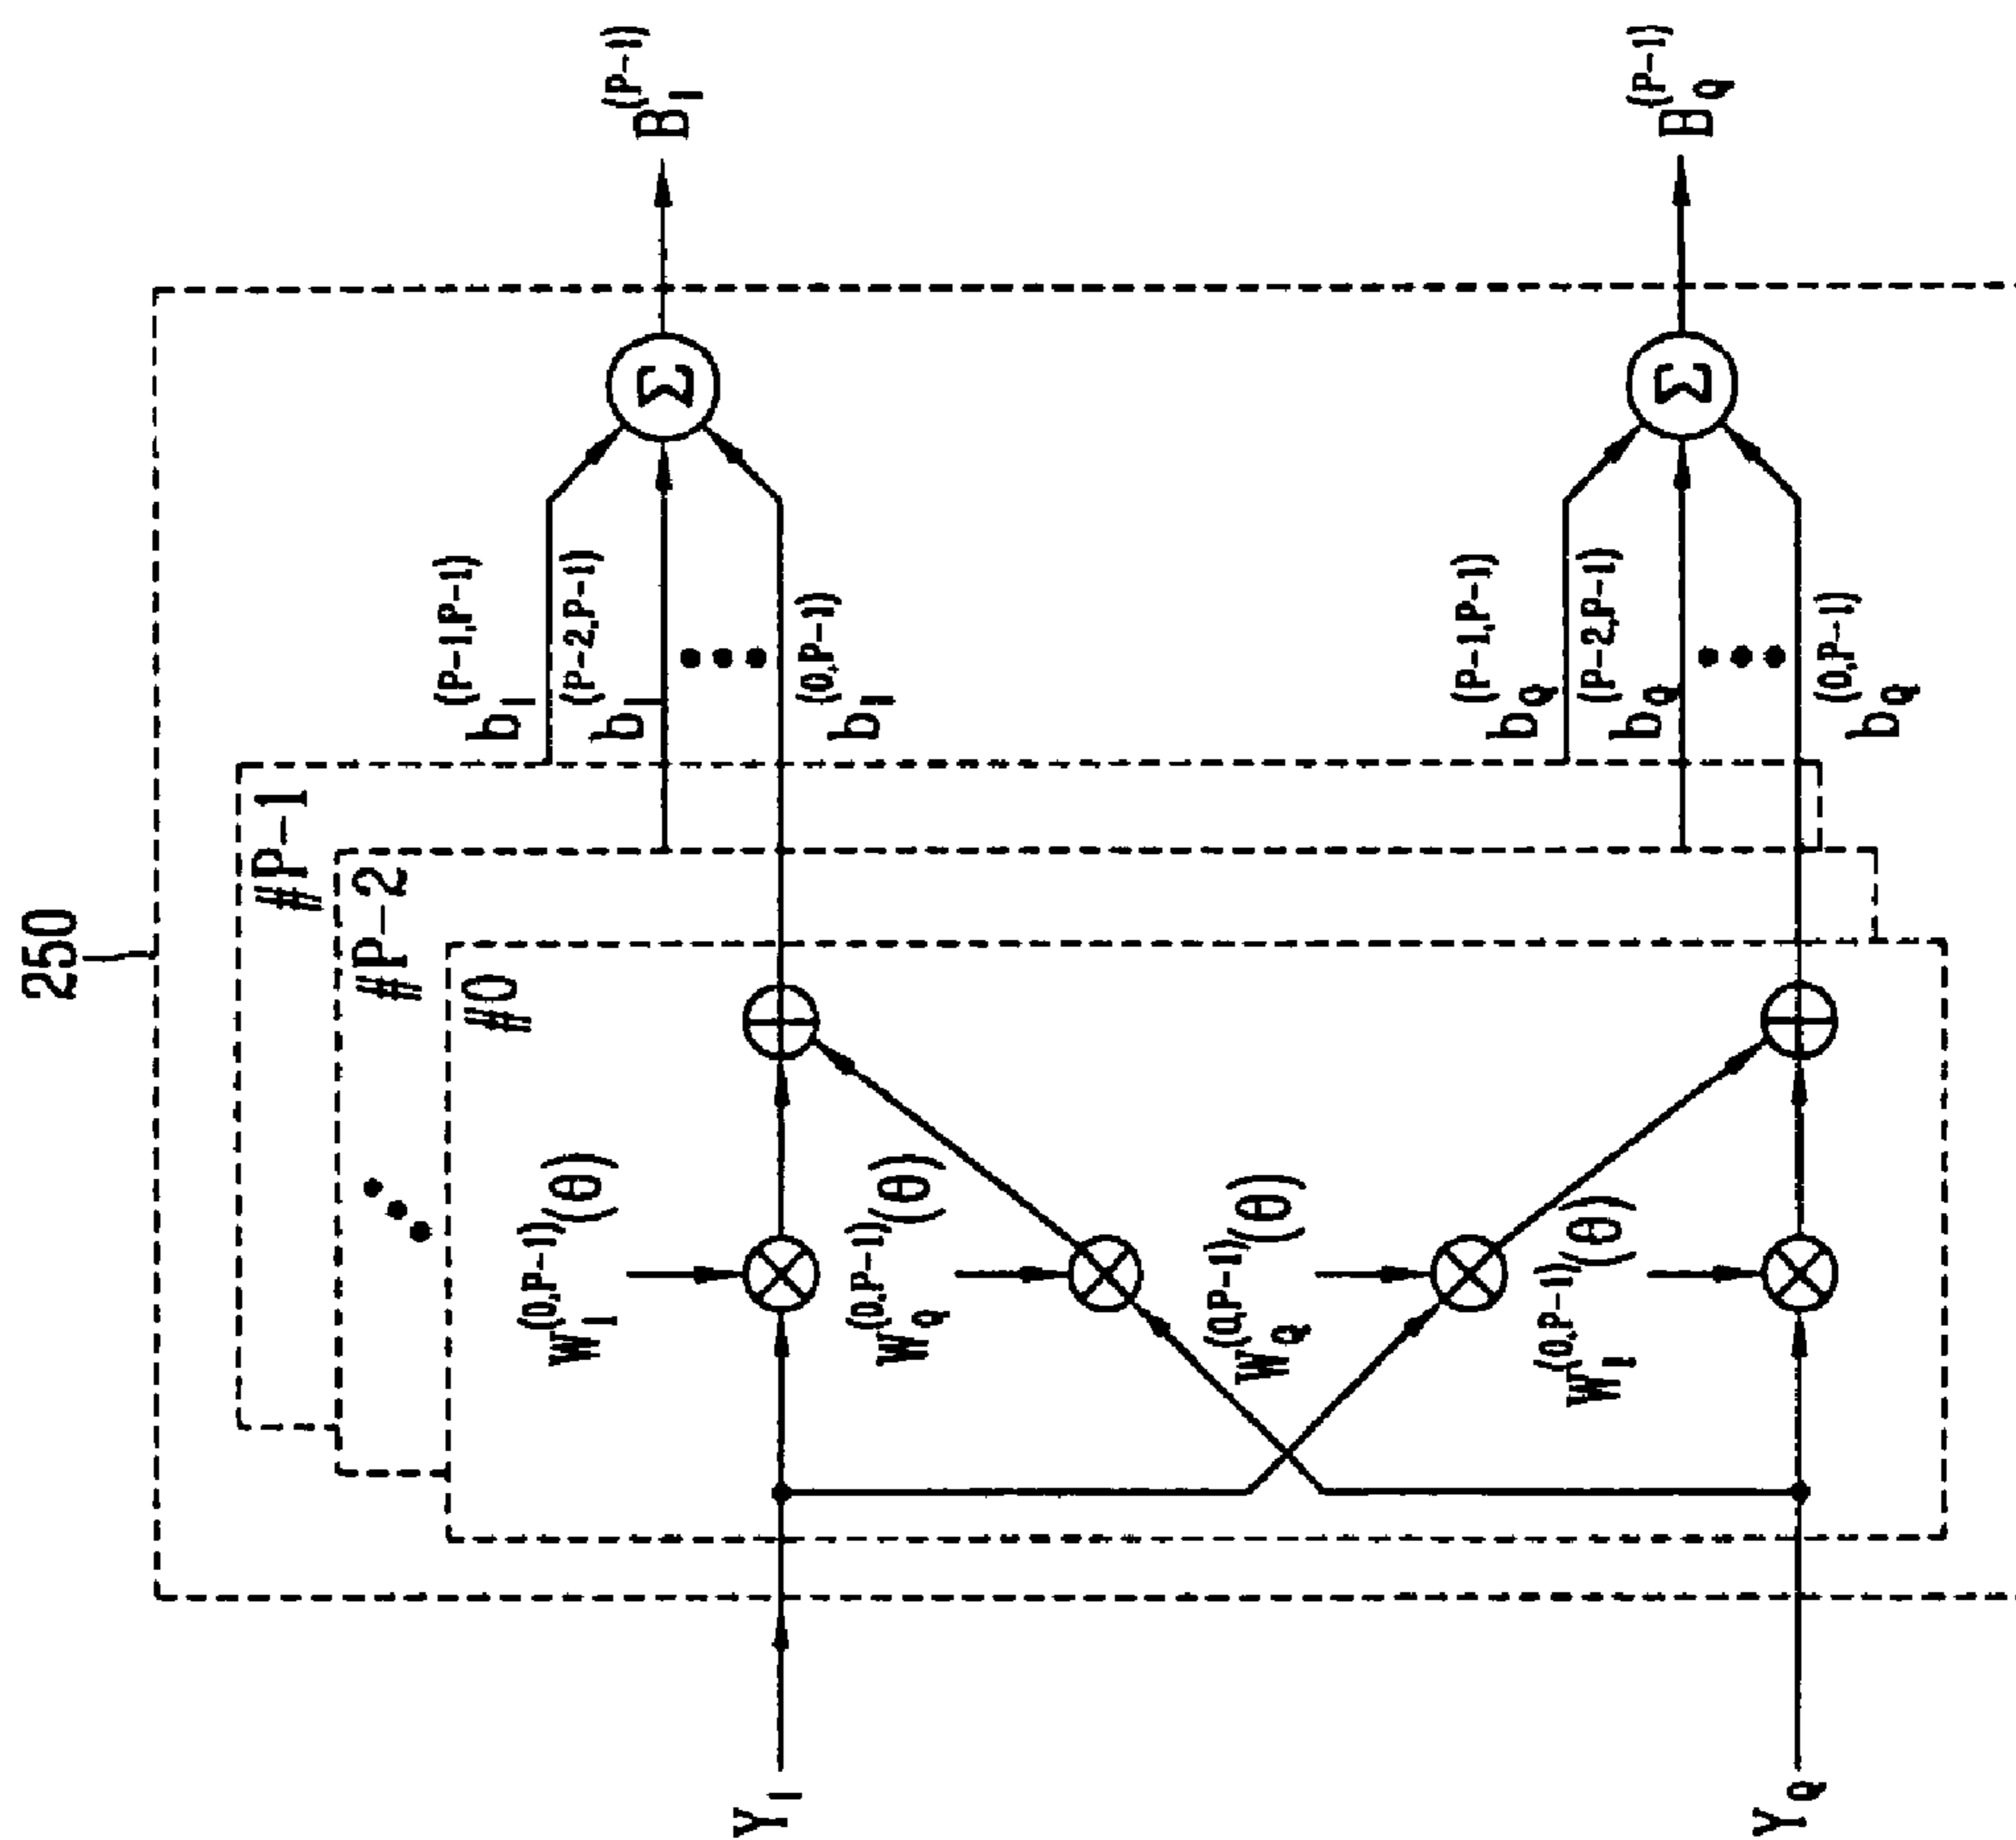 250
#P-1
#P-2
#0
Y_I
Y_Q
W_I^(0,P-1)(θ)
W_Q^(0,P-1)(θ)
W_Q^(0,P-1)(θ)
W_I^(0,P-1)(θ)
b_I^(P-1,P-1)
b_I^(P-2,P-1)
b_I^(0,P-1)
b_Q^(P-1,P-1)
b_Q^(P-2,P-1)
b_Q^(0,P-1)
Σ
Σ
B_I^(P-1)
B_Q^(P-1)